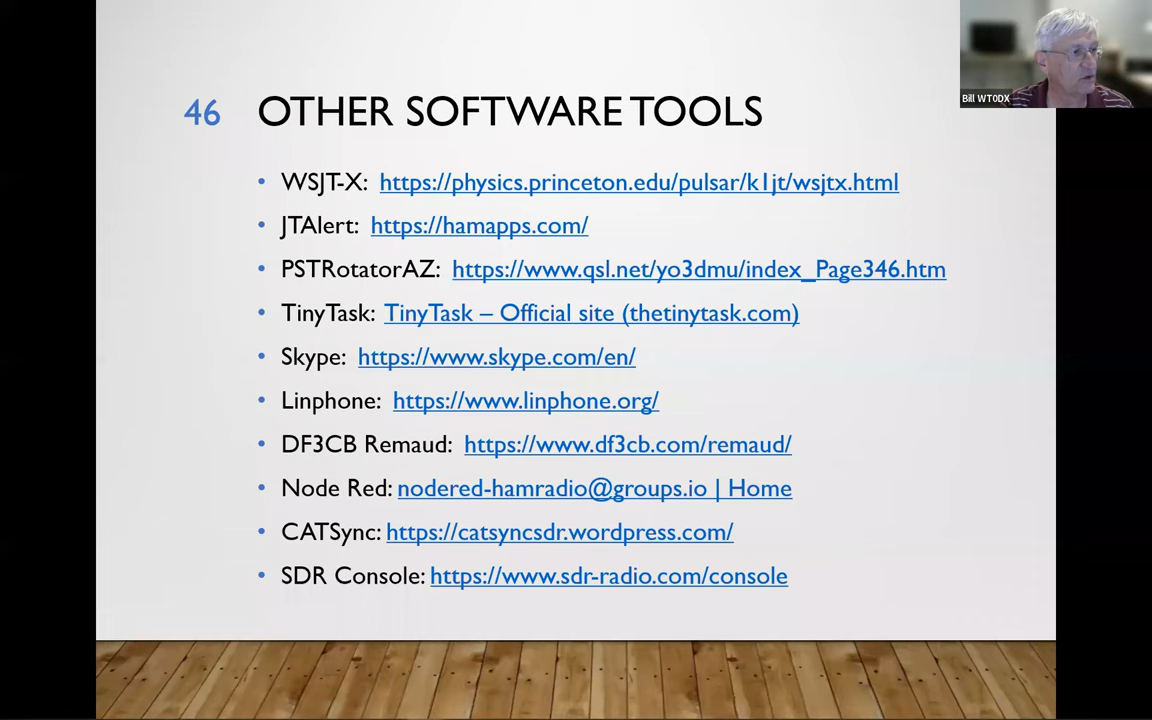 46 OTHER SOFTWARE TOOLS
Bill WT0DX
• WSJT-X: https://physics.princeton.edu/pulsar/k1jt/wsjtx.html
• JTAlert: https://hamapps.com/
• PSTRotatorAZ: https://www.qsl.net/yo3dmu/index_Page346.htm
• TinyTask: TinyTask – Official site (thetinytask.com)
• Skype: https://www.skype.com/en/
• Linphone: https://www.linphone.org/
• DF3CB Remaud: https://www.df3cb.com/remaud/
• Node Red: nodered-hamradio@groups.io | Home
• CATSync: https://catsyncsdr.wordpress.com/
• SDR Console: https://www.sdr-radio.com/console